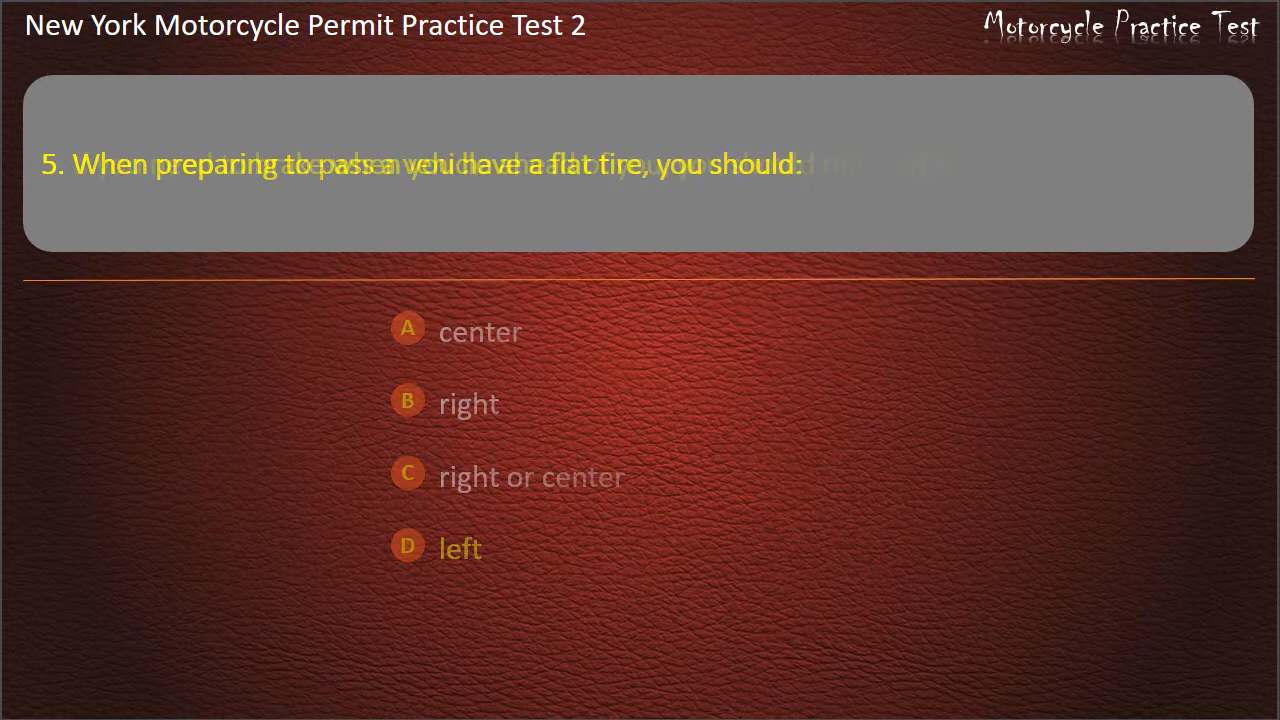 New York Motorcycle Permit Practice Test 2
Motorcycle Practice Test
5. When preparing to pass a have a flat tire, you should:
A center
B right
C right or center
D left